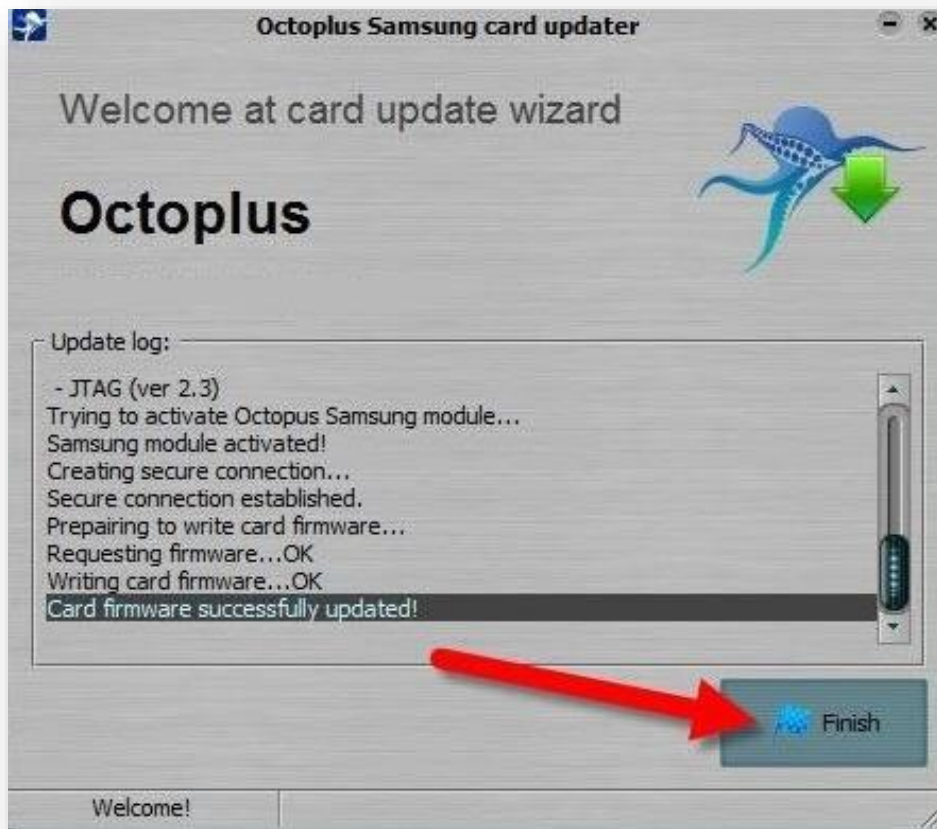 Octoplus Samsung card updater
Welcome at card update wizard
Octoplus
Update log:
- JTAG (ver 2.3)
Trying to activate Octopus Samsung module...
Samsung module activated!
Creating secure connection...
Secure connection established.
Prepairing to write card firmware...
Requesting firmware...OK
Writing card firmware...OK
Card firmware successfully updated!
Finish
Welcome!